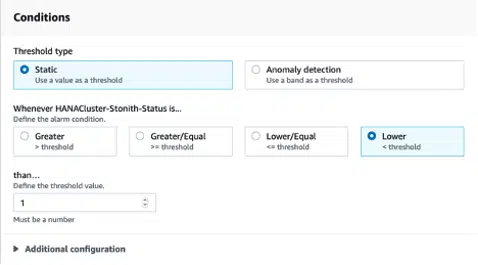 Conditions
Threshold type
Static
Use a value as a threshold
Anomaly detection
Use a band as a threshold
Whenever HANACluster-Stonith-Status is...
Define the alarm condition.
Greater
> threshold
Greater/Equal
>= threshold
Lower/Equal
<= threshold
Lower
< threshold
than...
Define the threshold value.
1
Must be a number
Additional configuration